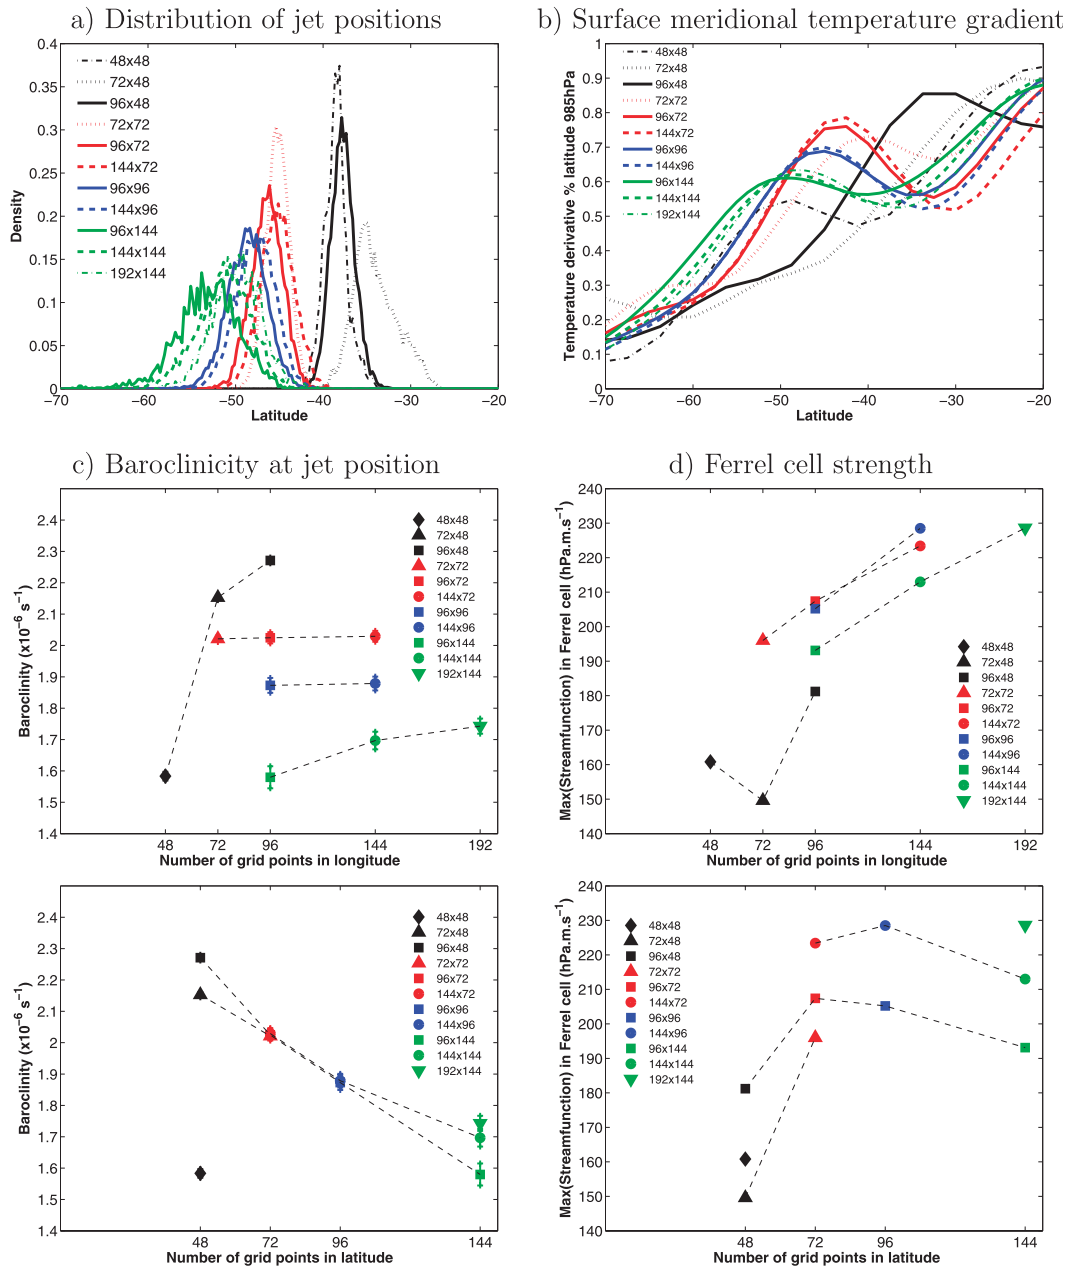 a) Distribution of jet positions
0.4
0.35
0.3
0.25
0.2
0.15
0.1
0.05
0
Density
48x48
72x48
96x48
72x72
96x72
144x72
96x96
144x96
96x144
144x144
192x144
−70 −60 −50 −40 −30 −20
Latitude
b) Surface meridional temperature gradient
1
0.9
0.8
0.7
0.6
0.5
0.4
0.3
0.2
0.1
0
Temperature derivative % latitude 985hPa
48x48
72x48
96x48
72x72
96x72
144x72
96x96
144x96
96x144
144x144
192x144
−70 −60 −50 −40 −30 −20
Latitude
c) Baroclinicity at jet position
2.4
2.3
2.2
2.1
2
1.9
1.8
1.7
1.6
1.5
1.4
Baroclinity (x10−6 s−1)
48x48
72x48
96x48
72x72
96x72
144x72
96x96
144x96
96x144
144x144
192x144
48 72 96 144 192
Number of grid points in longitude
d) Ferrel cell strength
240
230
220
210
200
190
180
170
160
150
140
Max(Streamfunction) in Ferrel cell (hPa.m.s−1)
48x48
72x48
96x48
72x72
96x72
144x72
96x96
144x96
96x144
144x144
192x144
48 72 96 144 192
Number of grid points in longitude
2.4
2.3
2.2
2.1
2
1.9
1.8
1.7
1.6
1.5
1.4
Baroclinity (x10−6 s−1)
48x48
72x48
96x48
72x72
96x72
144x72
96x96
144x96
96x144
144x144
192x144
48 72 96 144
Number of grid points in latitude
240
230
220
210
200
190
180
170
160
150
140
Max(Streamfunction) in Ferrel cell (hPa.m.s−1)
48x48
72x48
96x48
72x72
96x72
144x72
96x96
144x96
96x144
144x144
192x144
48 72 96 144
Number of grid points in latitude